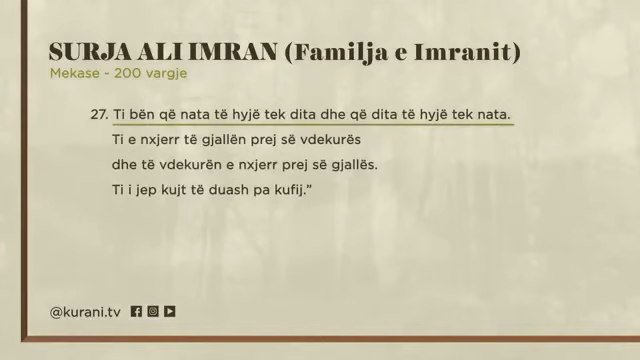 SURJA ALI IMRAN (Familja e Imranit)
Mekase - 200 vargje
27. Ti bën që nata të hyjë tek dita dhe që dita të hyjë tek nata.
Ti e nxjerr të gjallën prej së vdekurës
dhe të vdekurën e nxjerr prej së gjallës.
Ti i jep kujt të duash pa kufij.”
@kurani.tv